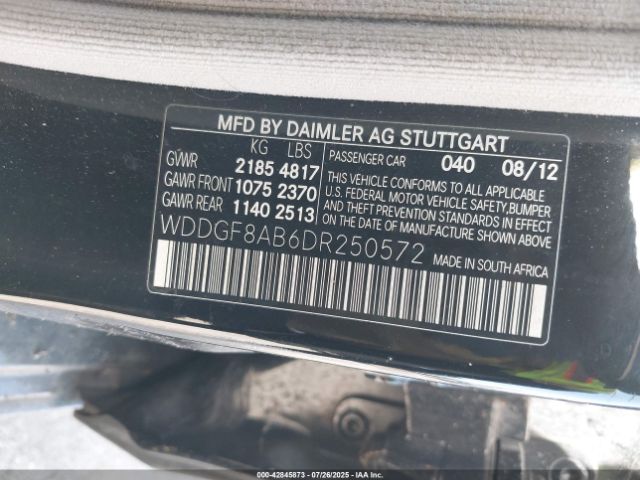 MFD BY DAIMLER AG STUTTGART
KG LBS
GVWR 2185 4817
GAWR FRONT 1075 2370
GAWR REAR 1140 2513
PASSENGER CAR 040 08/12
THIS VEHICLE CONFORMS TO ALL APPLICABLE
U.S. FEDERAL MOTOR VEHICLE SAFETY, BUMPER
AND THEFT PREVENTION STANDARDS IN EFFECT
ON THE DATE OF MANUFACTURE SHOWN ABOVE
WDDGF8AB6DR250572
MADE IN SOUTH AFRICA
000-42845873 | 07/26/2025 | IAAI.COM